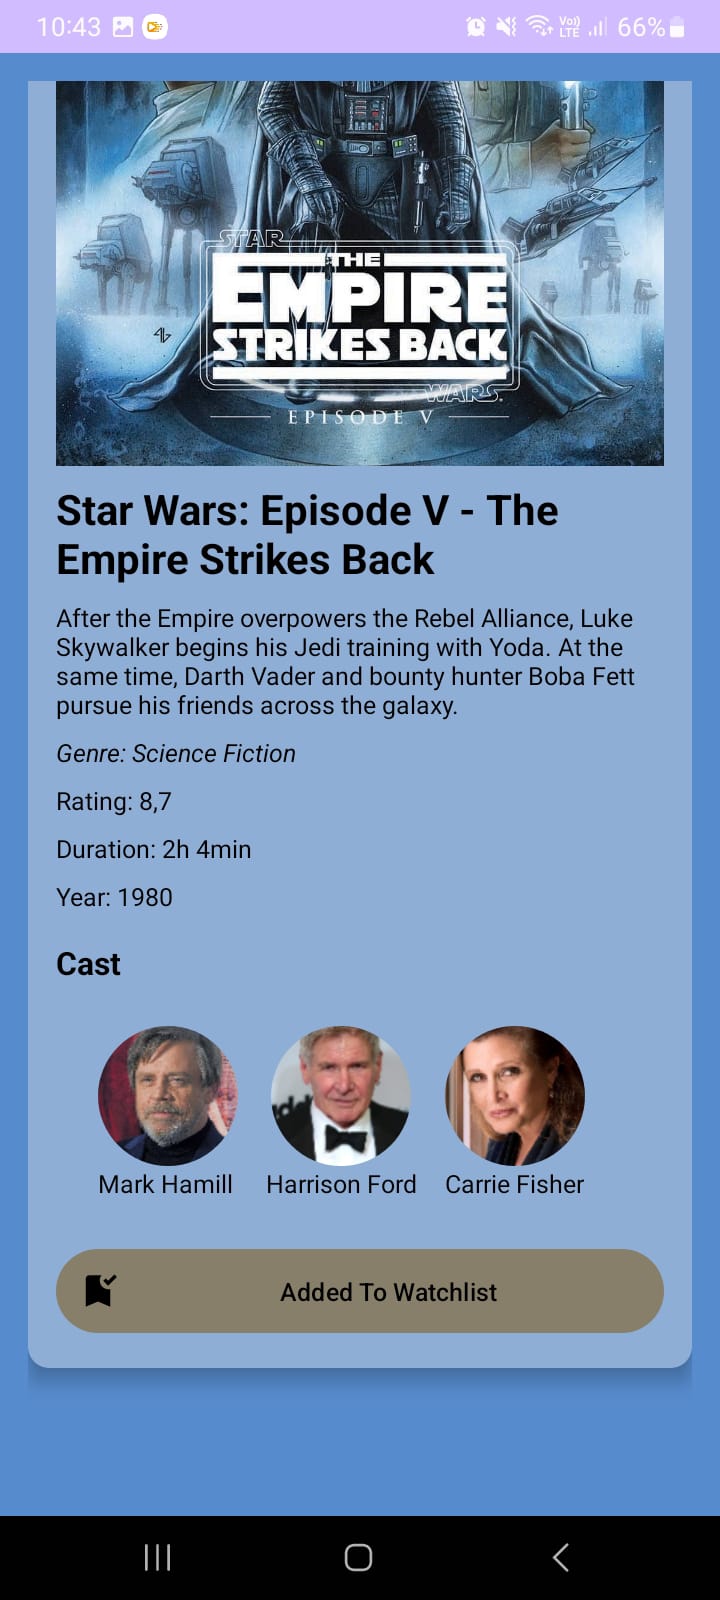 10:43
Vo))
LTE
66%
STAR
THE
EMPIRE
STRIKES BACK
WARS.
EPISODE V
Star Wars: Episode V - The
Empire Strikes Back
After the Empire overpowers the Rebel Alliance, Luke
Skywalker begins his Jedi training with Yoda. At the
same time, Darth Vader and bounty hunter Boba Fett
pursue his friends across the galaxy.
Genre: Science Fiction
Rating: 8,7
Duration: 2h 4min
Year: 1980
Cast
Mark Hamill Harrison Ford Carrie Fisher
Added To Watchlist